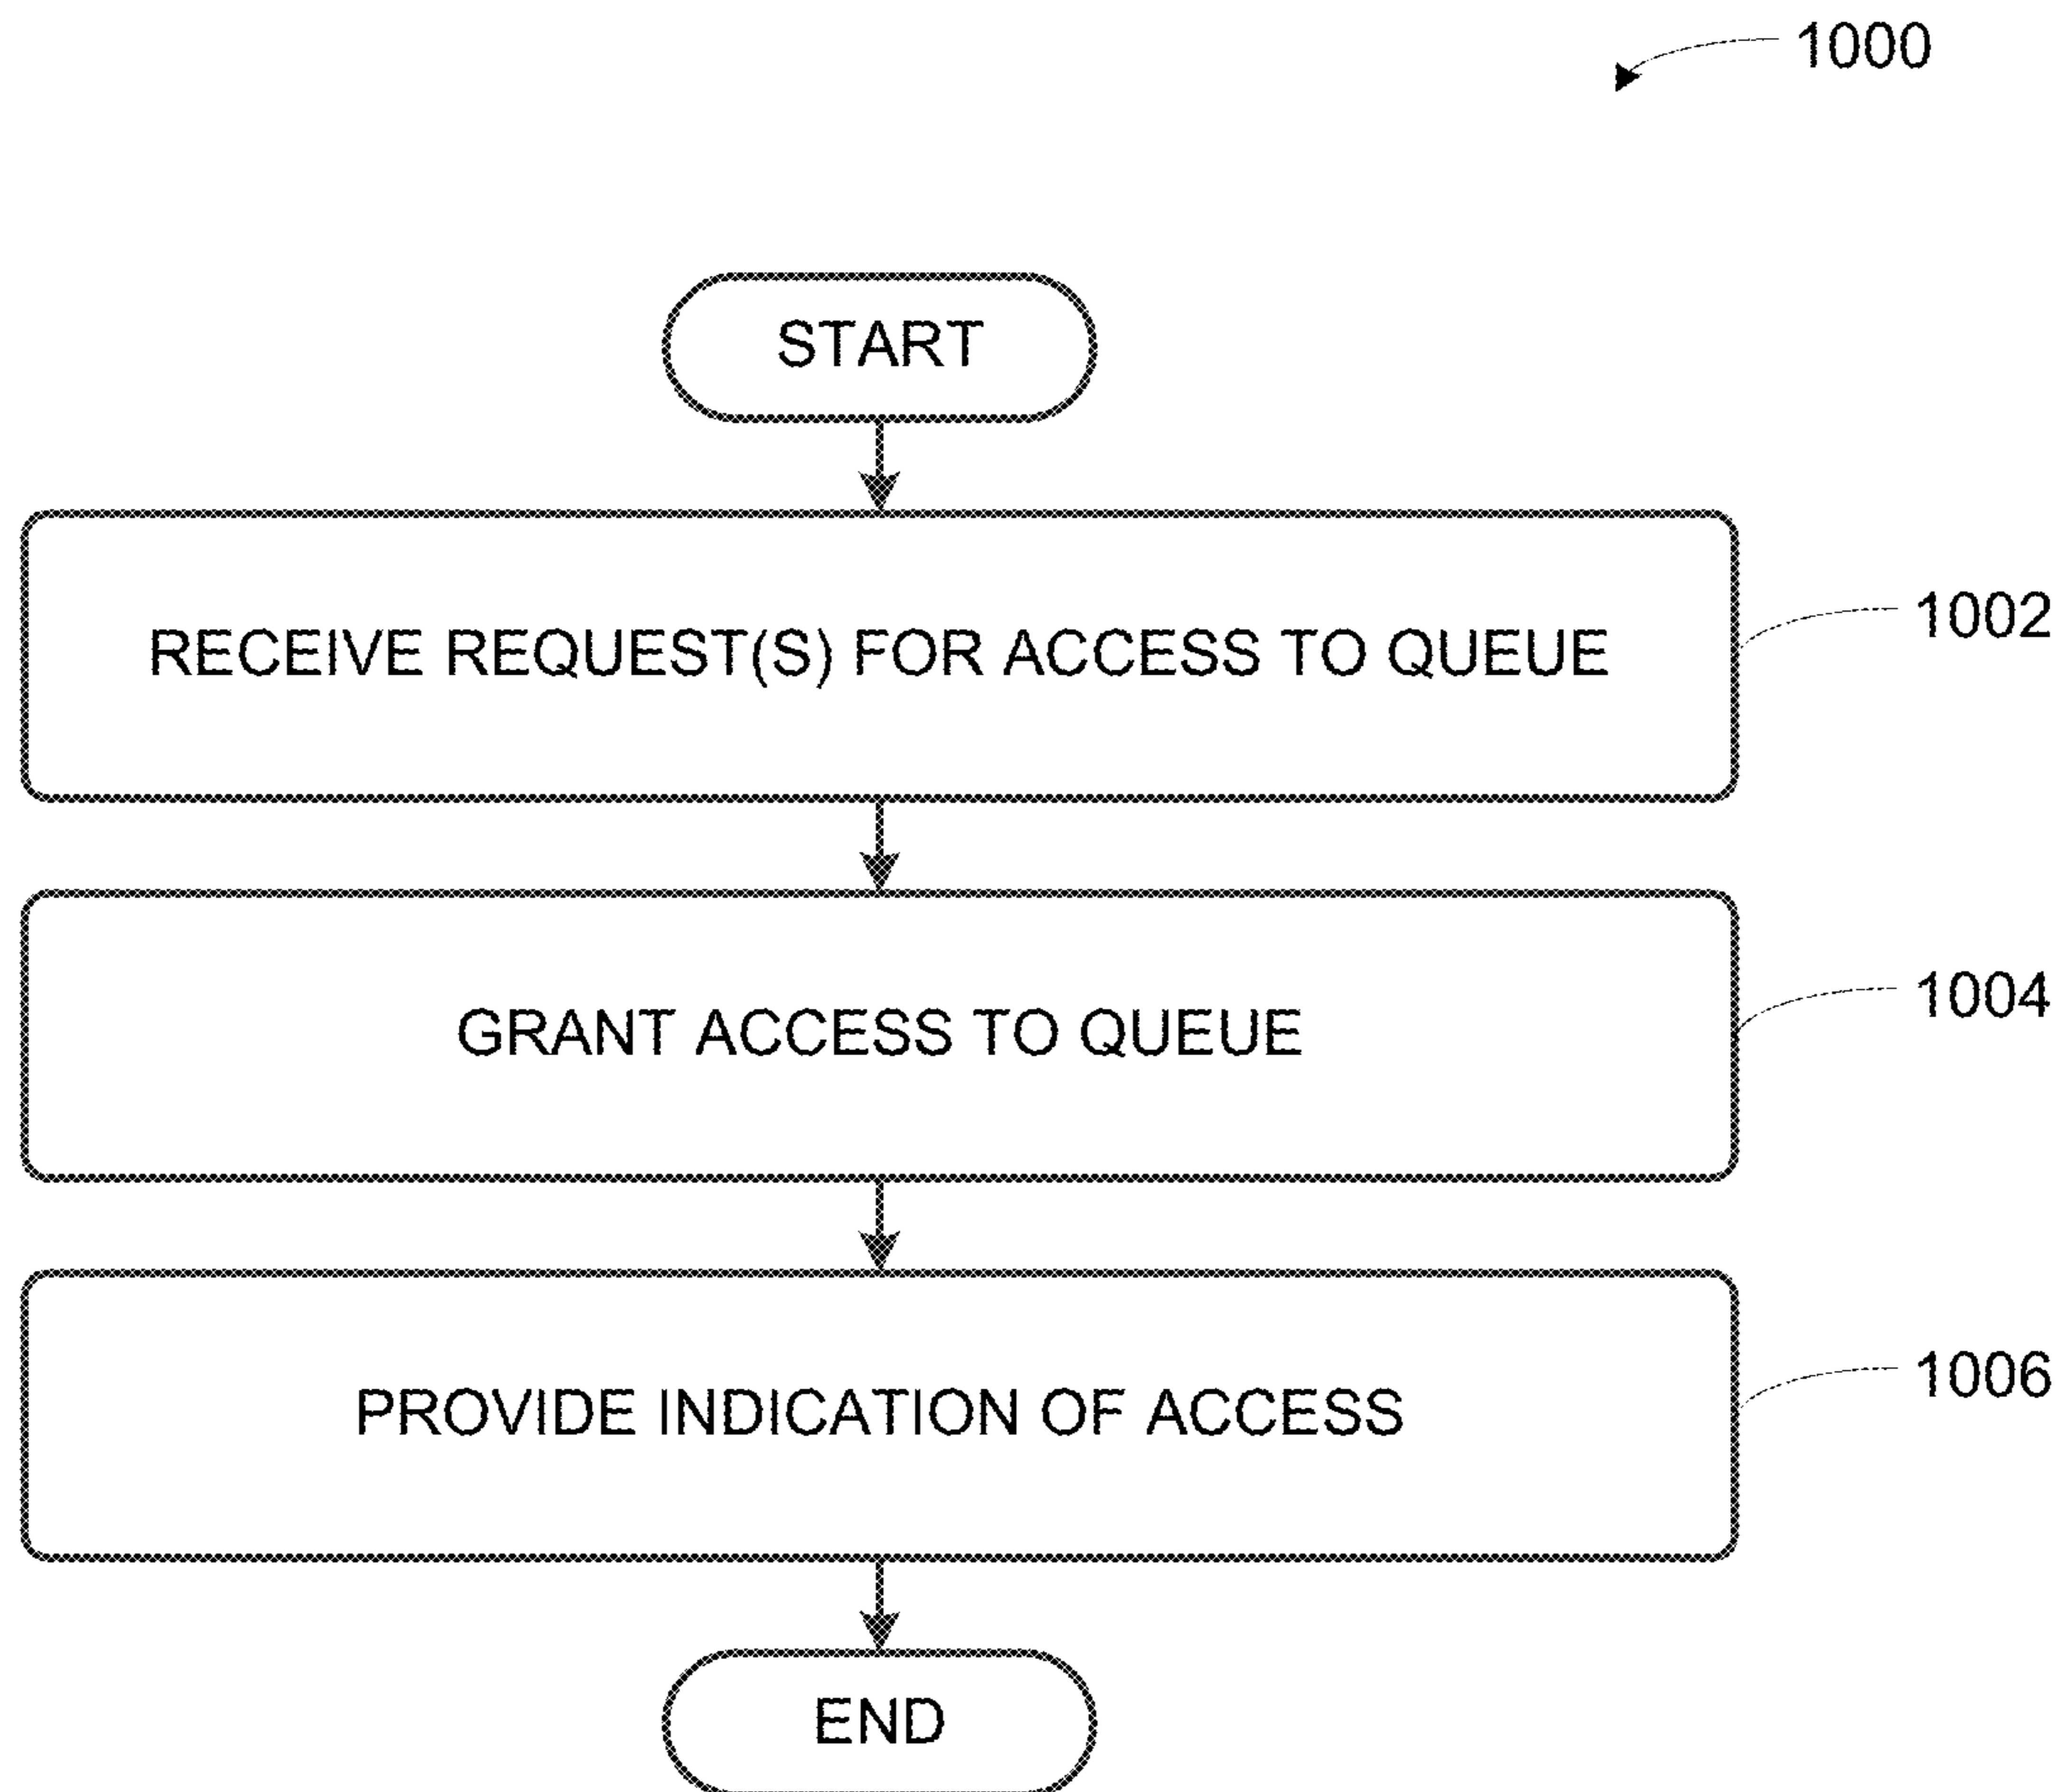 1000
START
RECEIVE REQUEST(S) FOR ACCESS TO QUEUE
1002
GRANT ACCESS TO QUEUE
1004
PROVIDE INDICATION OF ACCESS
1006
END